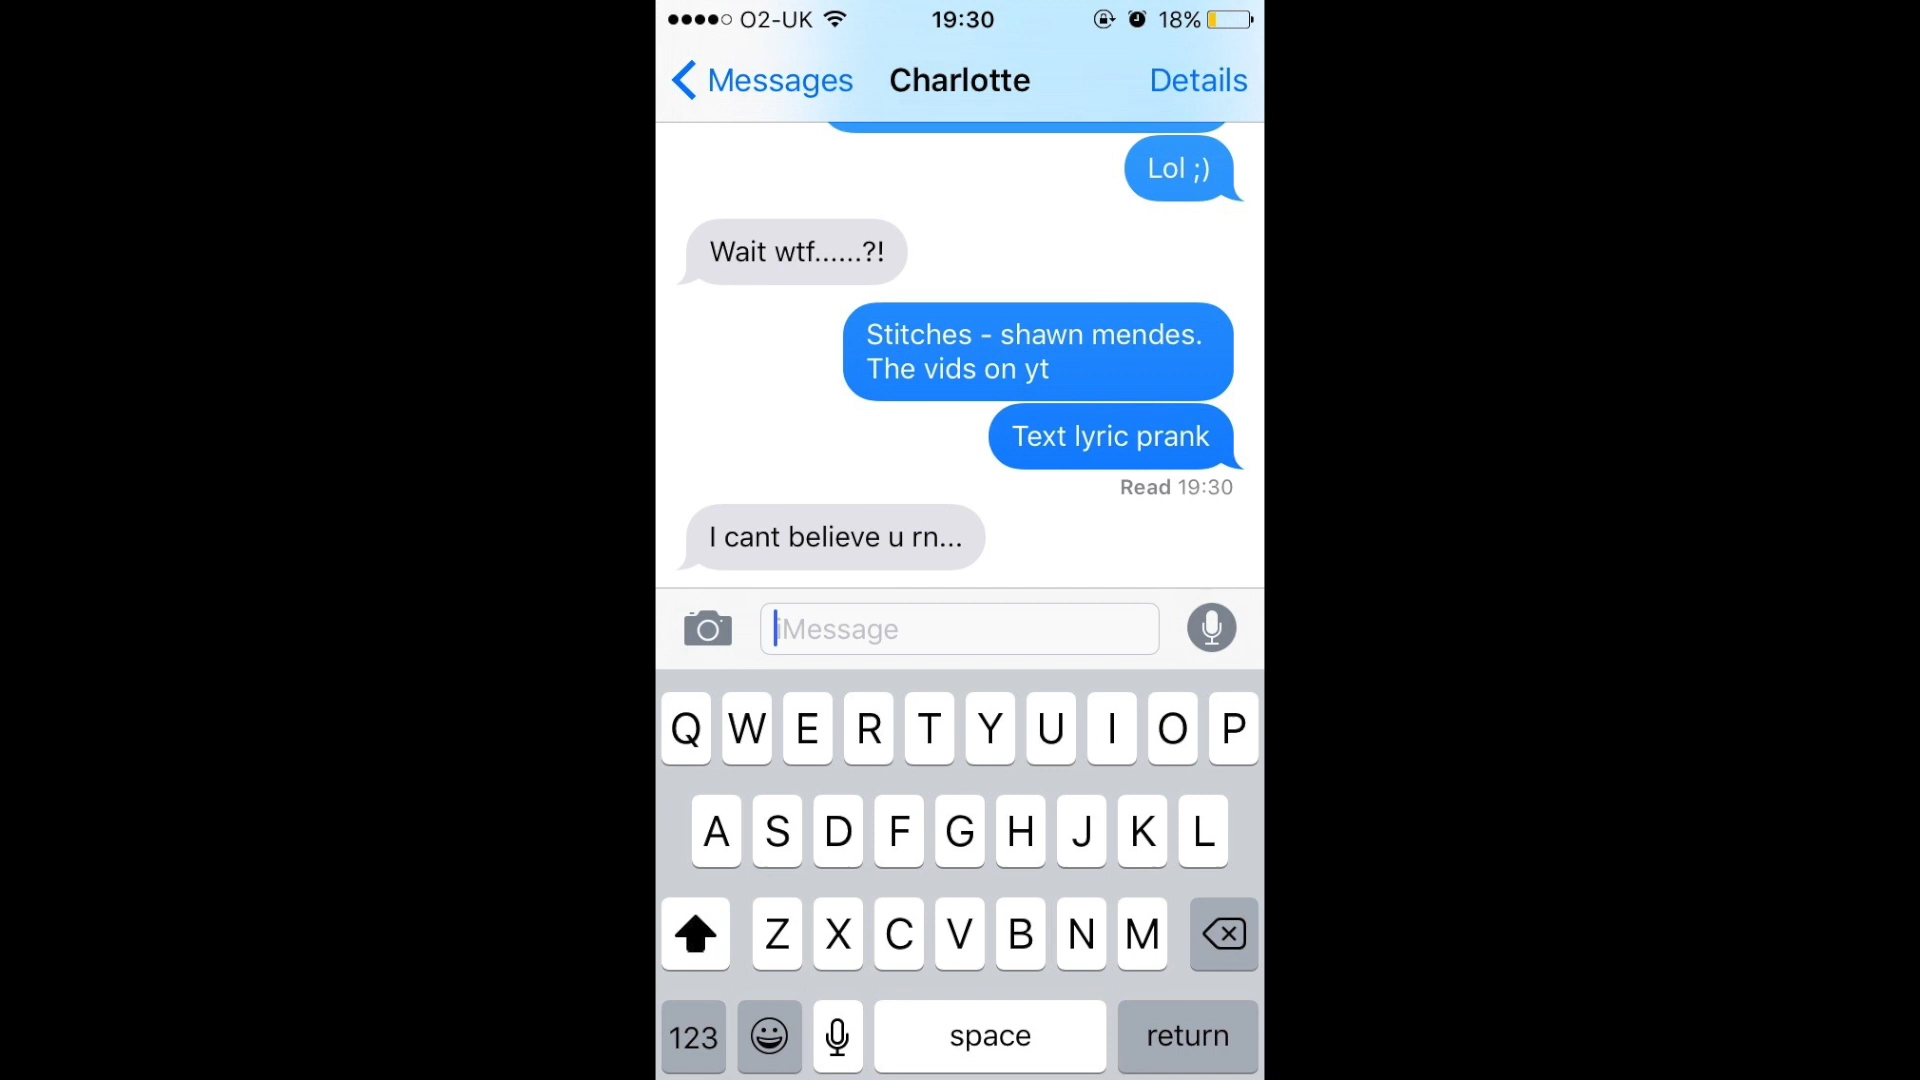 O2-UK 19:30 18%
Messages Charlotte Details
Lol ;)
Wait wtf......?!
Stitches - shawn mendes.
The vids on yt
Text lyric prank
Read 19:30
I cant believe u rn...
iMessage
Q W E R T Y U I O P
A S D F G H J K L
Z X C V B N M
123 space return